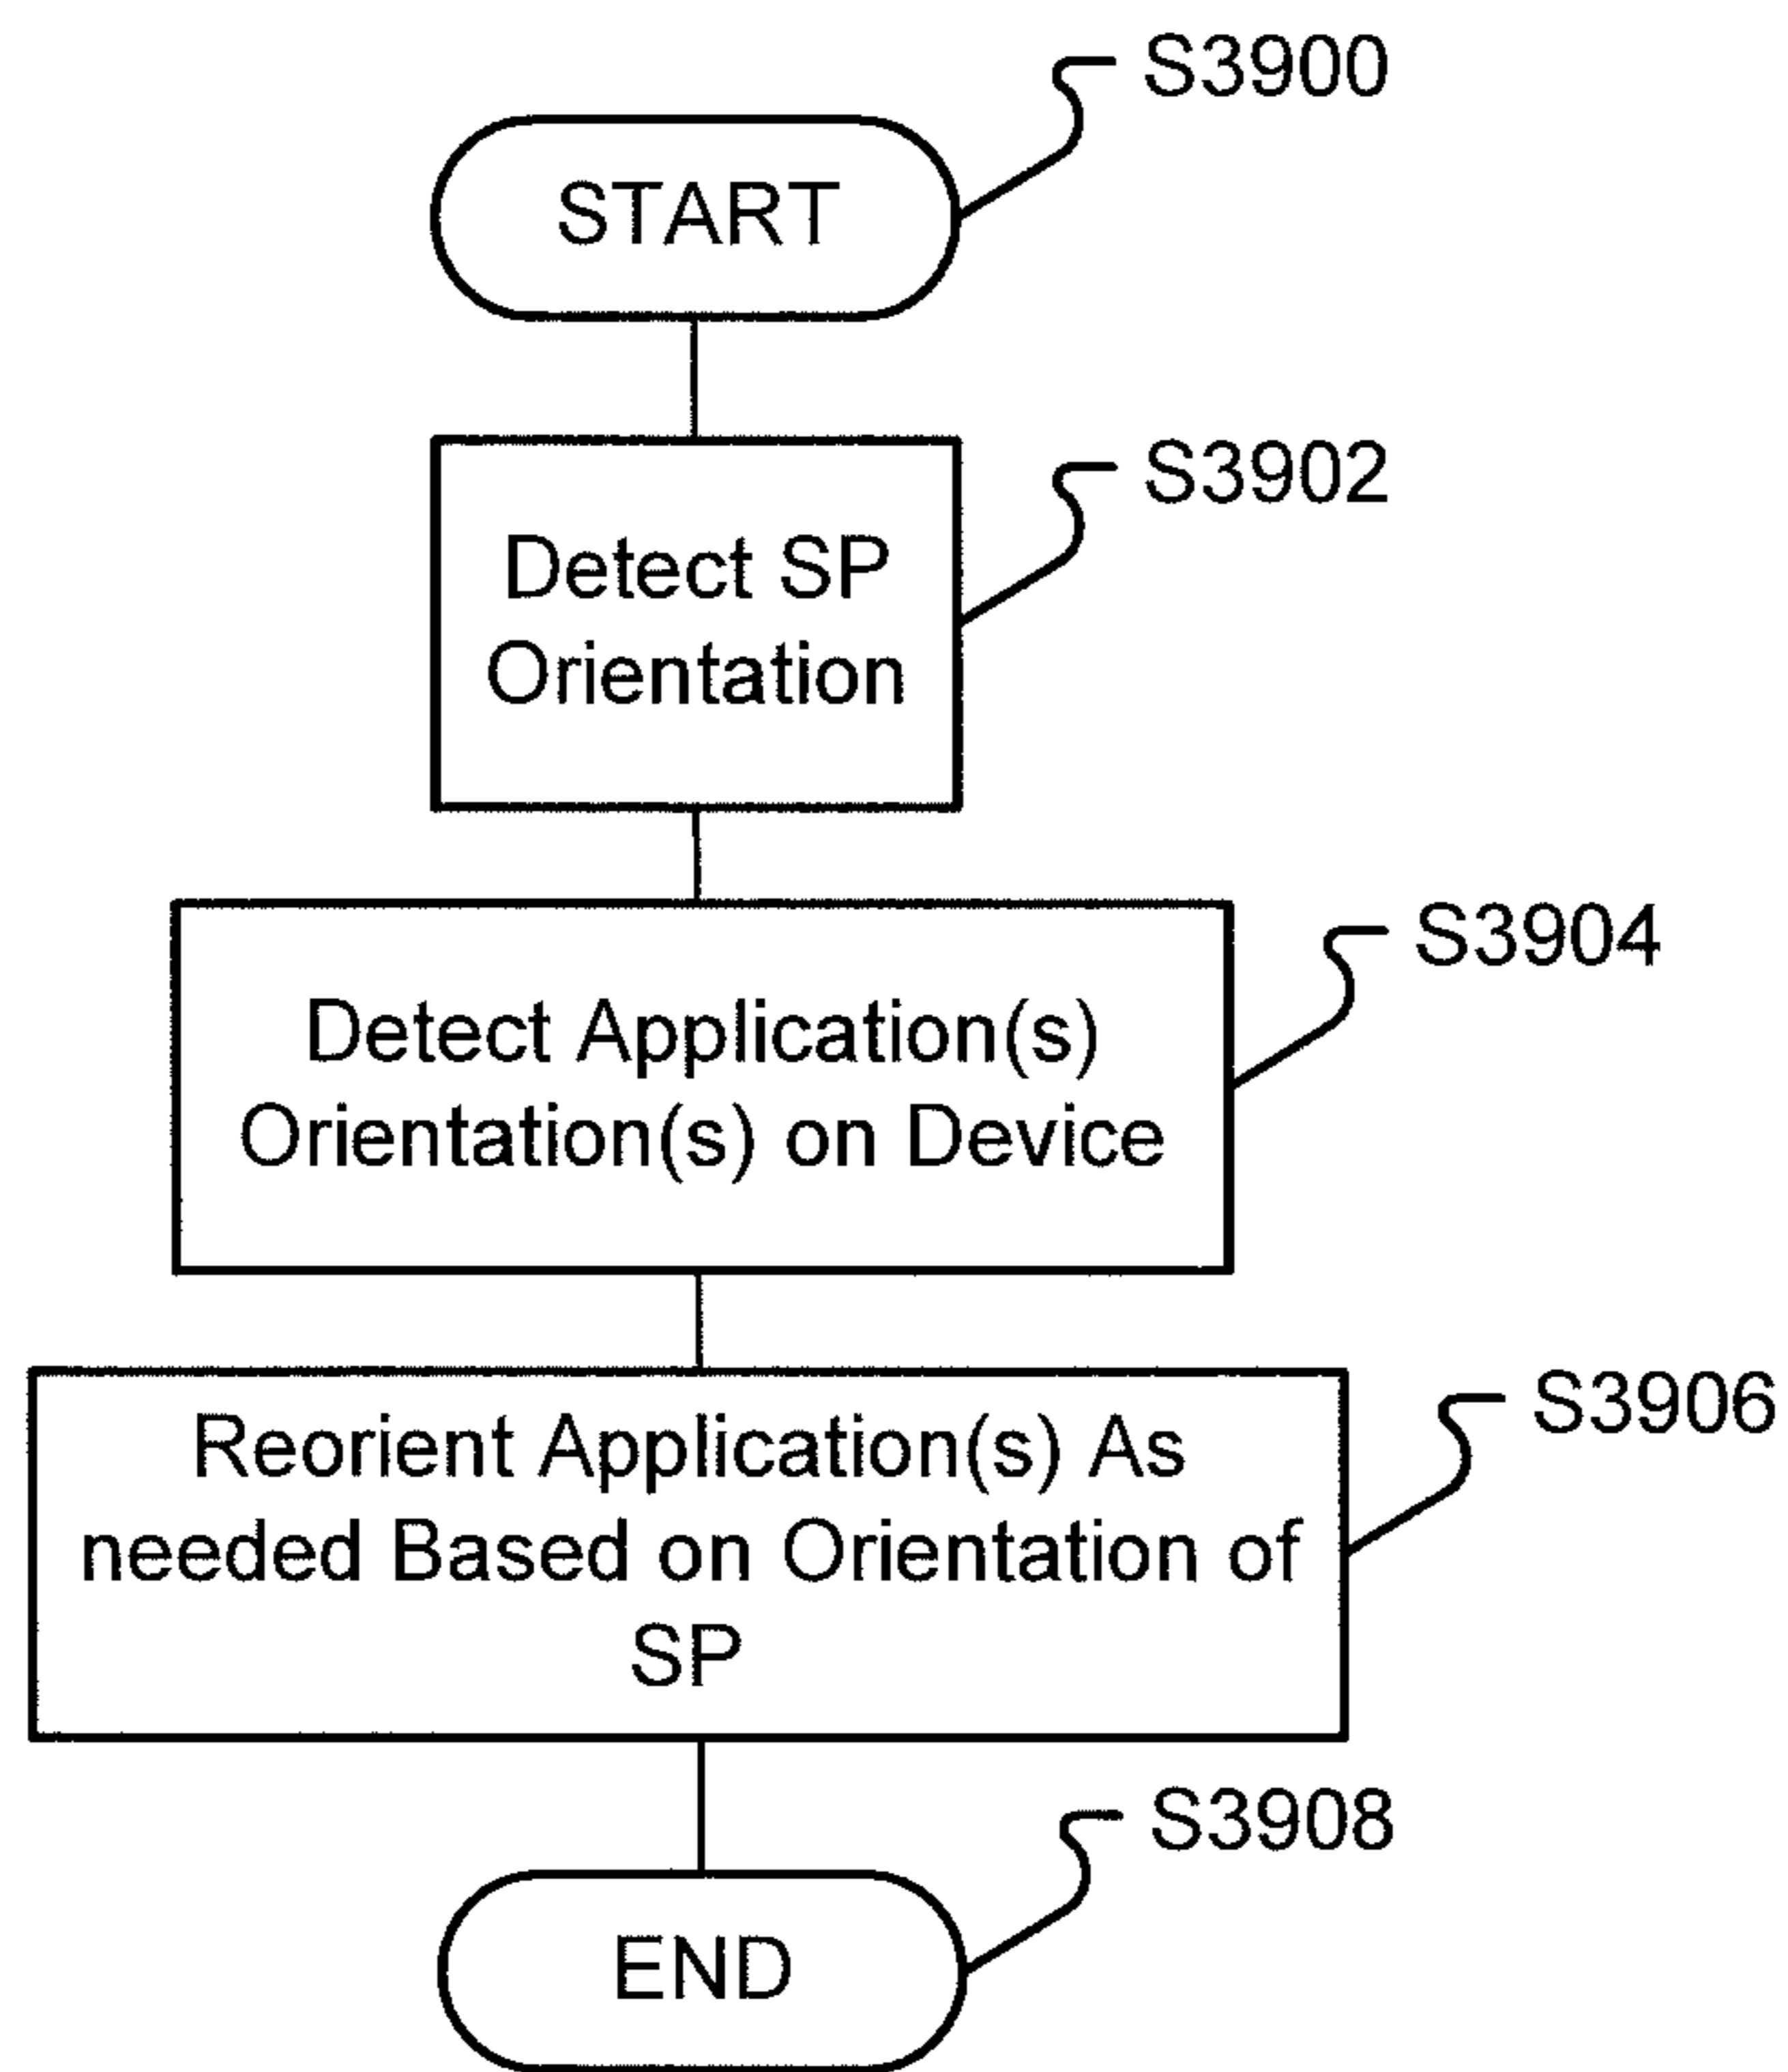 S3900
START
S3902
Detect SP
Orientation
S3904
Detect Application(s)
Orientation(s) on Device
S3906
Reorient Application(s) As
needed Based on Orientation of
SP
S3908
END